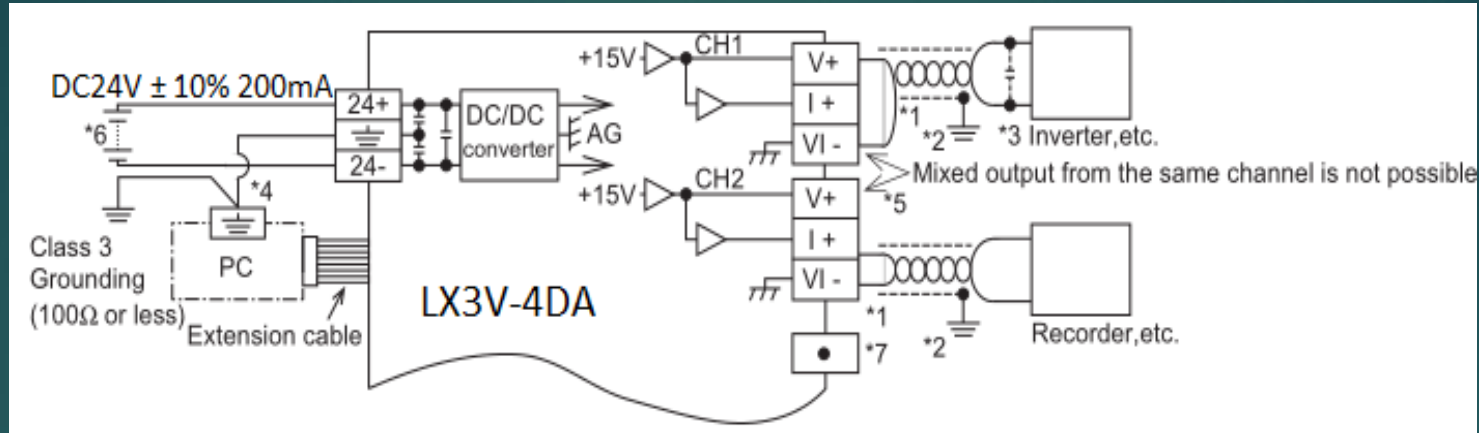 DC24V ± 10% 200mA
*6
24+
24-
DC/DC
converter
AG
*4
Class 3
Grounding
(100Ω or less)
PC
Extension cable
LX3V-4DA
+15V
CH1
V+
I +
VI -
*1
*2
*3 Inverter,etc.
Mixed output from the same channel is not possible
*5
+15V
CH2
V+
I +
VI -
*1
*2
Recorder,etc.
*7